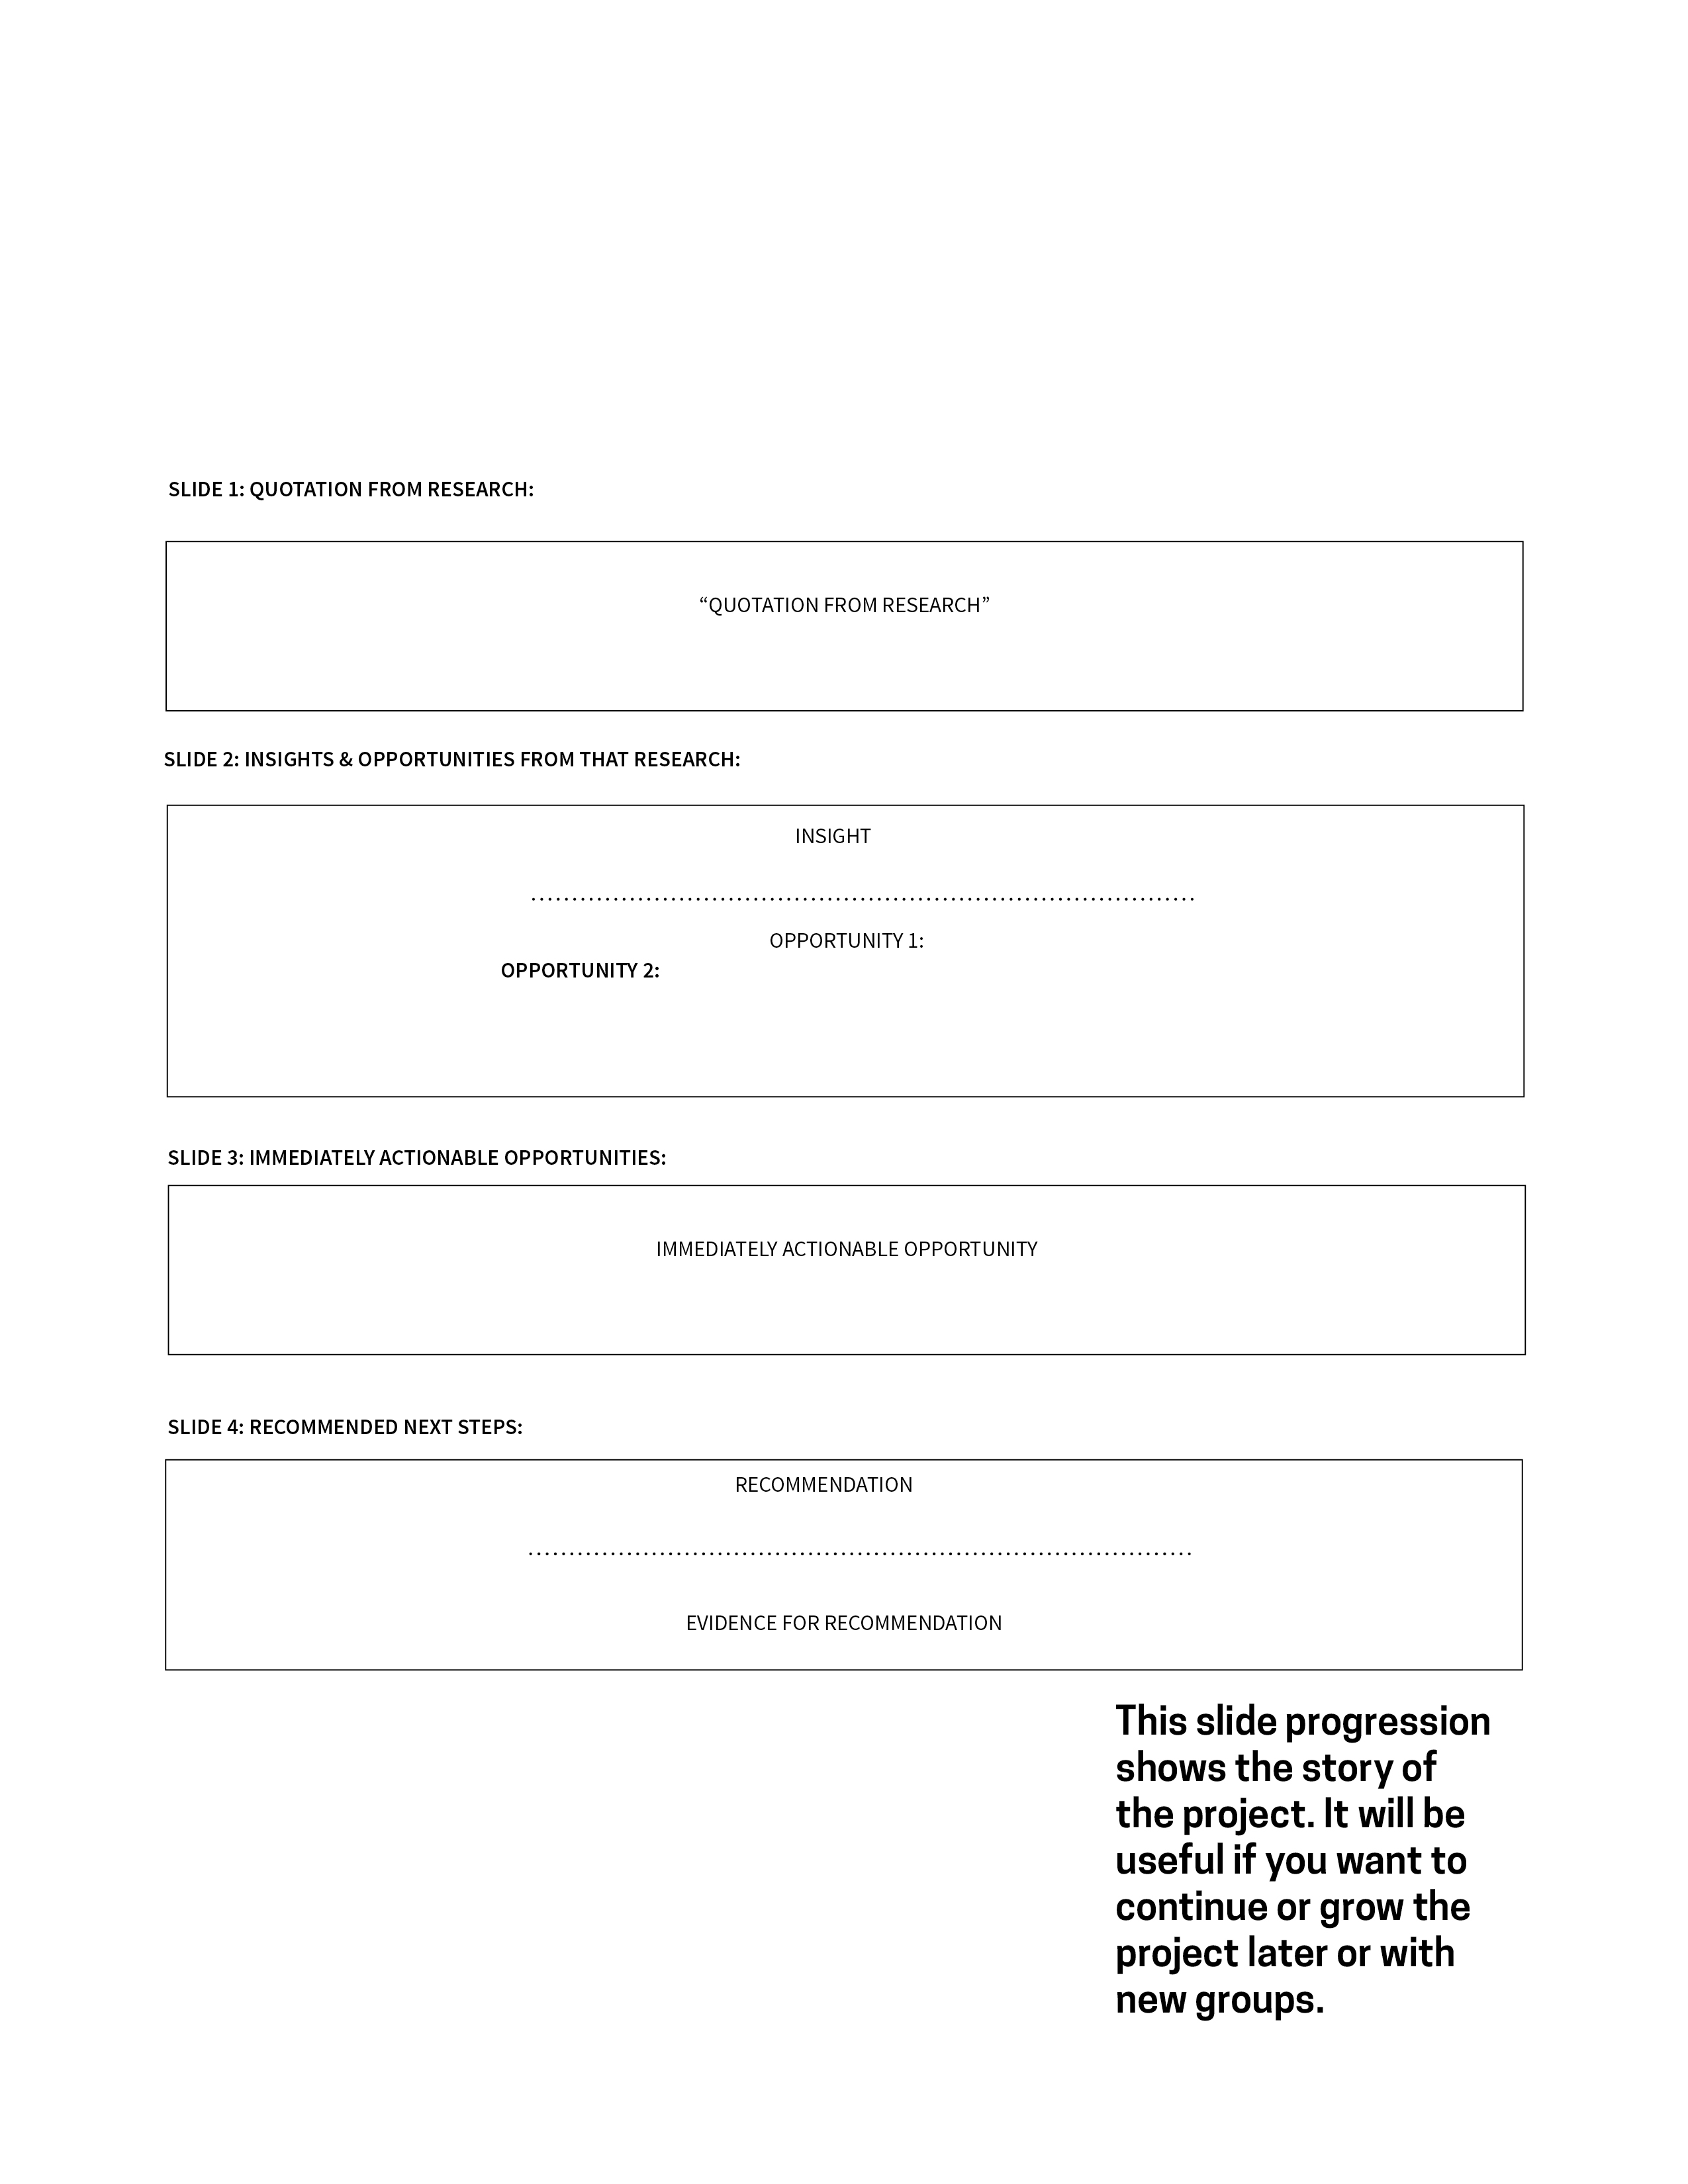 SLIDE 1: QUOTATION FROM RESEARCH:
“QUOTATION FROM RESEARCH”
SLIDE 2: INSIGHTS & OPPORTUNITIES FROM THAT RESEARCH:
INSIGHT
................................................................................
OPPORTUNITY 1:
OPPORTUNITY 2:
SLIDE 3: IMMEDIATELY ACTIONABLE OPPORTUNITIES:
IMMEDIATELY ACTIONABLE OPPORTUNITY
SLIDE 4: RECOMMENDED NEXT STEPS:
RECOMMENDATION
................................................................................
EVIDENCE FOR RECOMMENDATION
This slide progression
shows the story of
the project. It will be
useful if you want to
continue or grow the
project later or with
new groups.